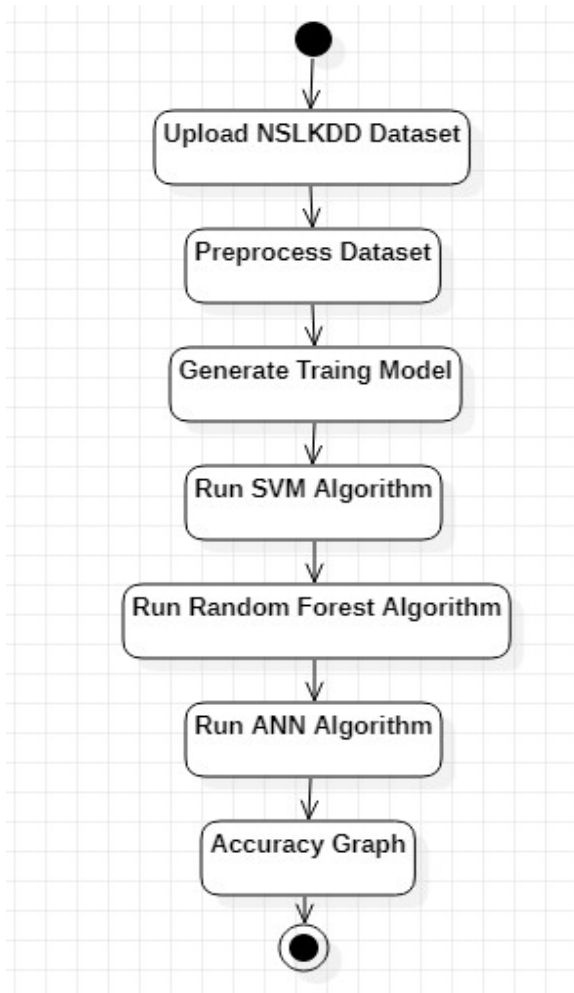 Upload NSLKDD Dataset
Preprocess Dataset
Generate Traing Model
Run SVM Algorithm
Run Random Forest Algorithm
Run ANN Algorithm
Accuracy Graph